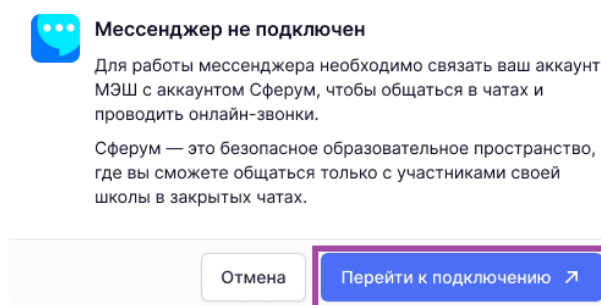 Мессенджер не подключен
Для работы мессенджера необходимо связать ваш аккаунт
МЭШ с аккаунтом Сферум, чтобы общаться в чатах и
проводить онлайн-звонки.
Сферум — это безопасное образовательное пространство,
где вы сможете общаться только с участниками своей
школы в закрытых чатах.
Отмена
Перейти к подключению